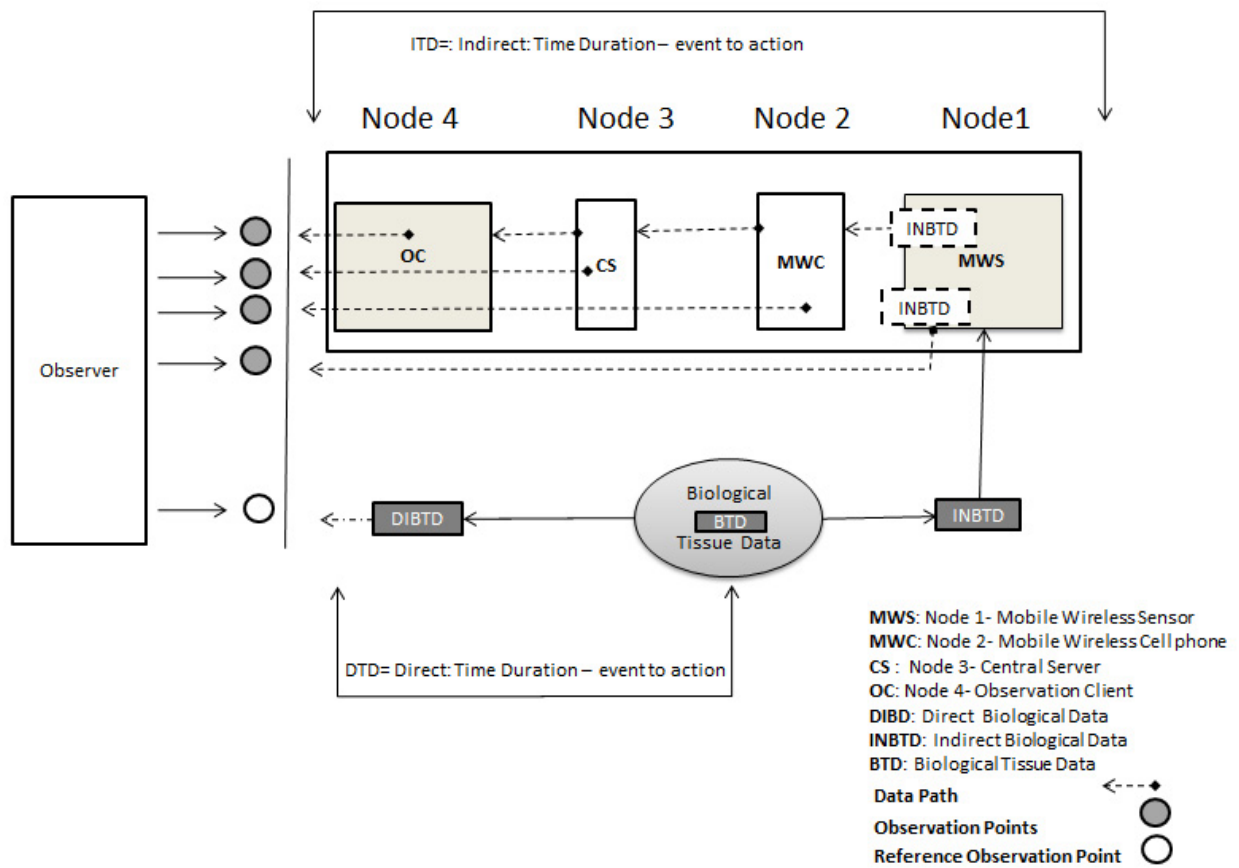 ITD=: Indirect: Time Duration – event to action
Node 4
Node 3
Node 2
Node1
INBTD
OC
CS
MWC
MWS
INBTD
Observer
Biological
DIBTD
BTD
INBTD
Tissue Data
DTD= Direct: Time Duration – event to action
MWS: Node 1- Mobile Wireless Sensor
MWC: Node 2- Mobile Wireless Cell phone
CS : Node 3- Central Server
OC: Node 4- Observation Client
DIBD: Direct Biological Data
INBTD: Indirect Biological Data
BTD: Biological Tissue Data
Data Path
Observation Points
Reference Observation Point